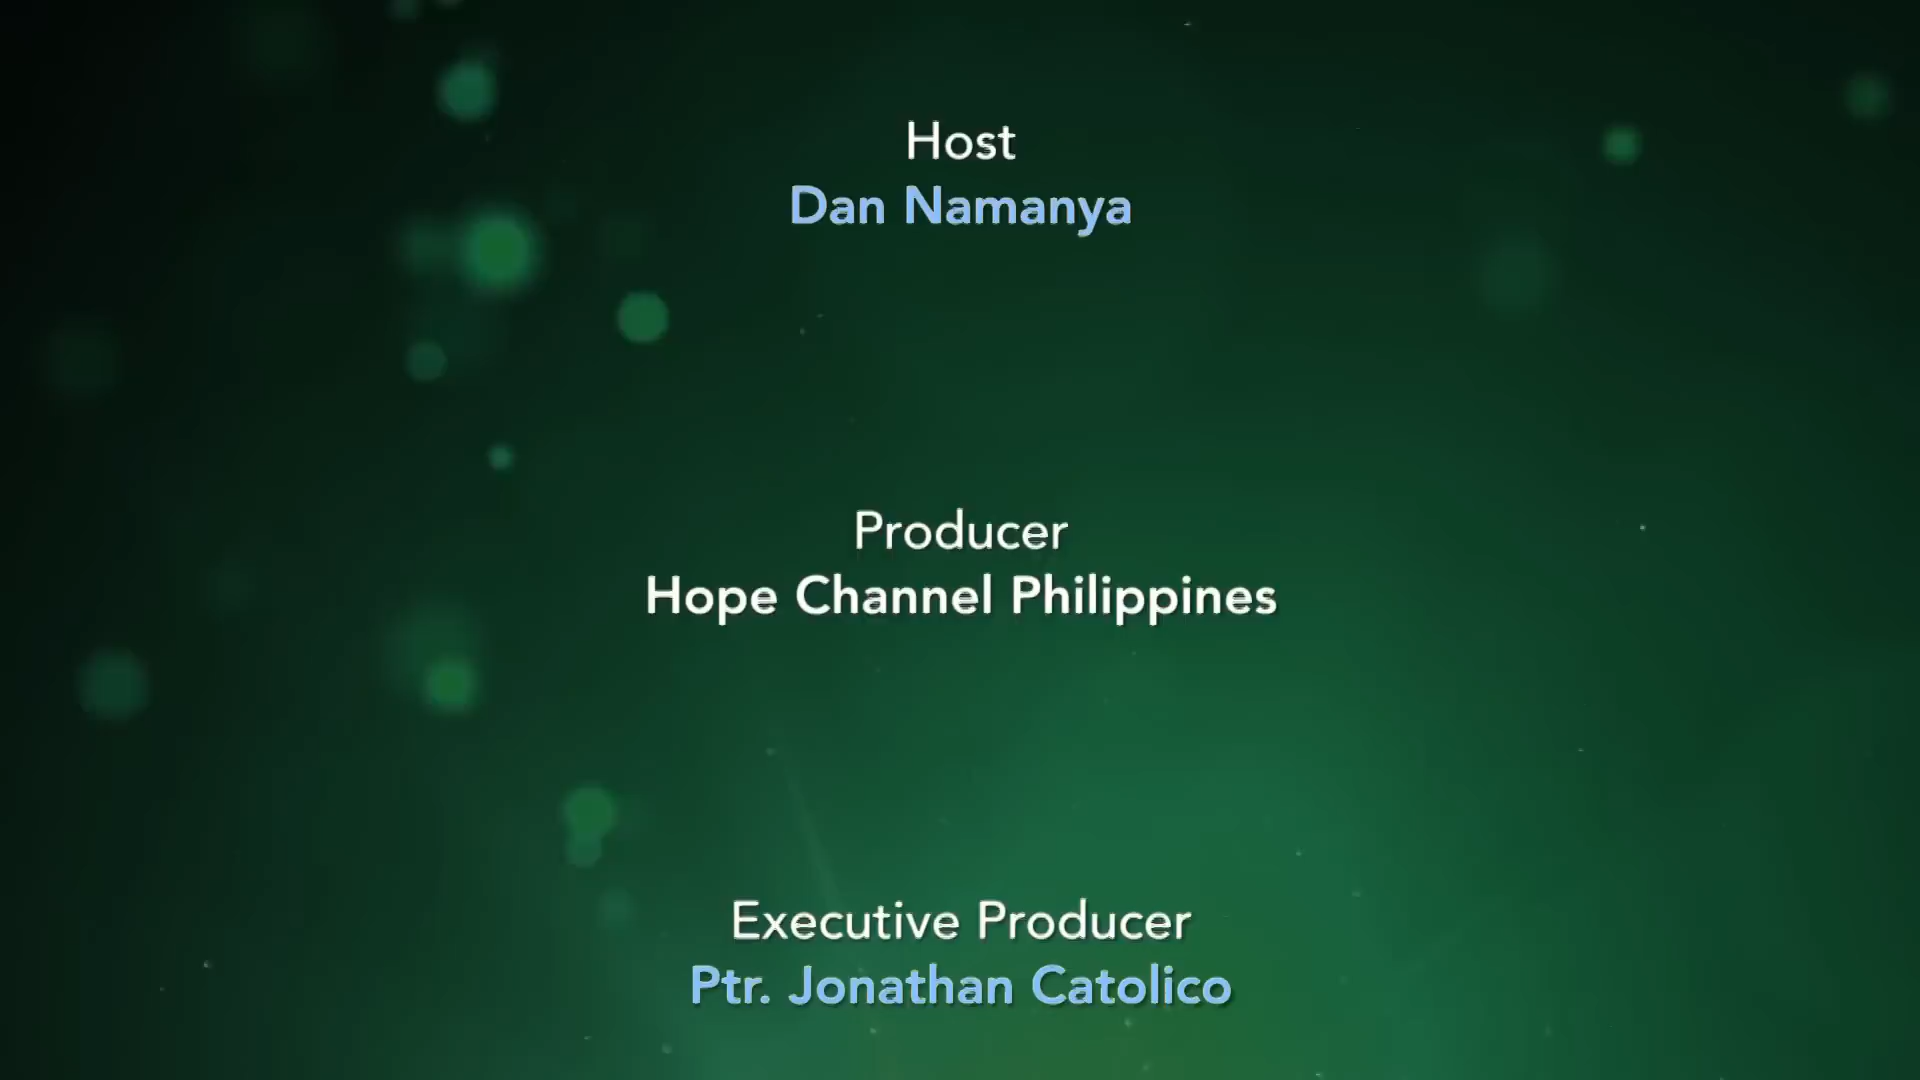 Host
Dan Namanya
Producer
Hope Channel Philippines
Executive Producer
Ptr. Jonathan Catolico